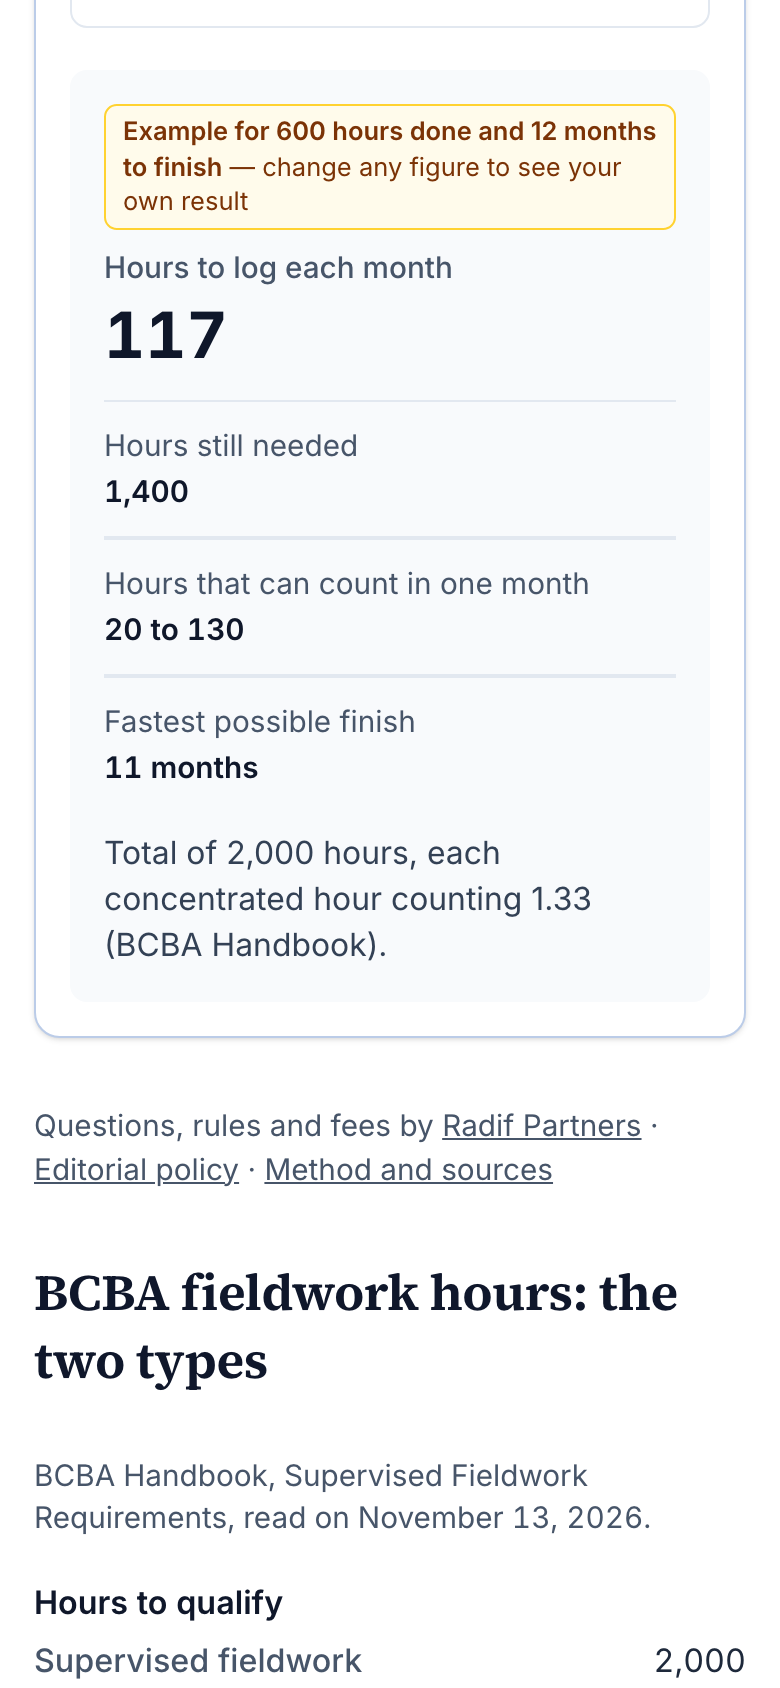 Example for 600 hours done and 12 months
to finish — change any figure to see your
own result
Hours to log each month
117
Hours still needed
1,400
Hours that can count in one month
20 to 130
Fastest possible finish
11 months
Total of 2,000 hours, each
concentrated hour counting 1.33
(BCBA Handbook).
Questions, rules and fees by Radif Partners ·
Editorial policy · Method and sources
BCBA fieldwork hours: the
two types
BCBA Handbook, Supervised Fieldwork
Requirements, read on November 13, 2026.
Hours to qualify
Supervised fieldwork 2,000